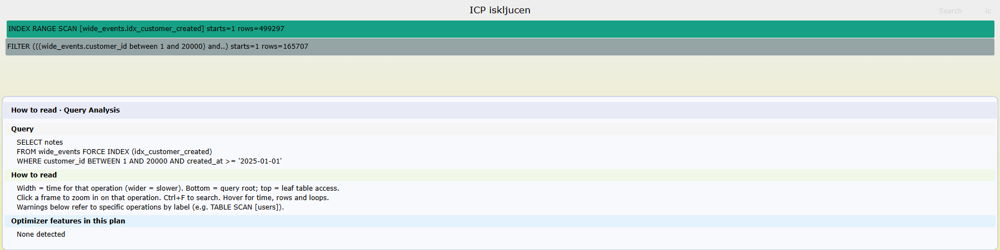 ICP iskljucen
Search ic
INDEX RANGE SCAN [wide_events.idx_customer_created] starts=1 rows=499297
FILTER (((wide_events.customer_id between 1 and 20000) and..) starts=1 rows=165707
How to read · Query Analysis
Query
SELECT notes
FROM wide_events FORCE INDEX (idx_customer_created)
WHERE customer_id BETWEEN 1 AND 20000 AND created_at >= '2025-01-01'
How to read
Width = time for that operation (wider = slower). Bottom = query root; top = leaf table access.
Click a frame to zoom in on that operation. Ctrl+F to search. Hover for time, rows and loops.
Warnings below refer to specific operations by label (e.g. TABLE SCAN [users]).
Optimizer features in this plan
None detected